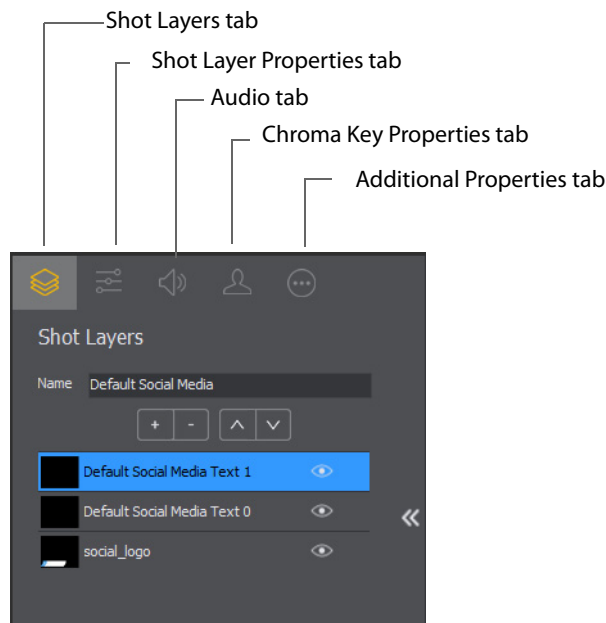 Shot Layers tab
Shot Layer Properties tab
Audio tab
Chroma Key Properties tab
Additional Properties tab
Shot Layers
Name Default Social Media
+ -
Default Social Media Text 1
Default Social Media Text 0
social_logo